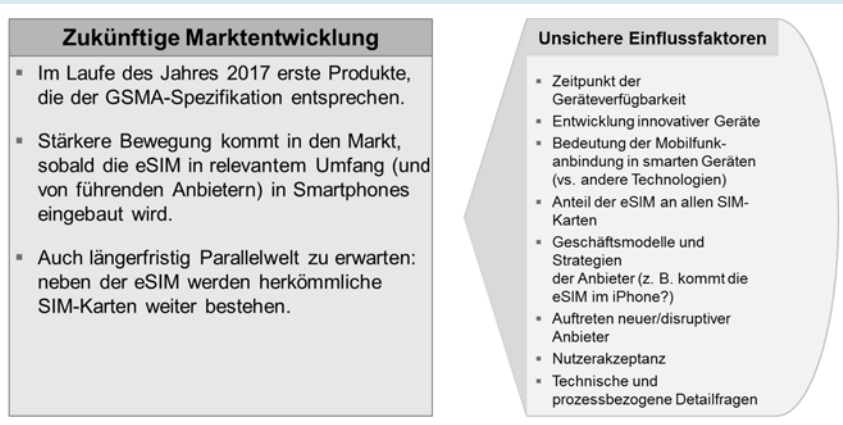 Zukünftige Marktentwicklung
▪ Im Laufe des Jahres 2017 erste Produkte,
die der GSMA-Spezifikation entsprechen.
▪ Stärkere Bewegung kommt in den Markt,
sobald die eSIM in relevantem Umfang (und
von führenden Anbietern) in Smartphones
eingebaut wird.
▪ Auch längerfristig Parallelwelt zu erwarten:
neben der eSIM werden herkömmliche
SIM-Karten weiter bestehen.
Unsichere Einflussfaktoren
▪ Zeitpunkt der
Geräteverfügbarkeit
▪ Entwicklung innovativer Geräte
▪ Bedeutung der Mobilfunk-
anbindung in smarten Geräten
(vs. andere Technologien)
▪ Anteil der eSIM an allen SIM-
Karten
▪ Geschäftsmodelle und
Strategien
der Anbieter (z. B. kommt die
eSIM im iPhone?)
▪ Auftreten neuer/disruptiver
Anbieter
▪ Nutzerakzeptanz
▪ Technische und
prozessbezogene Detailfragen